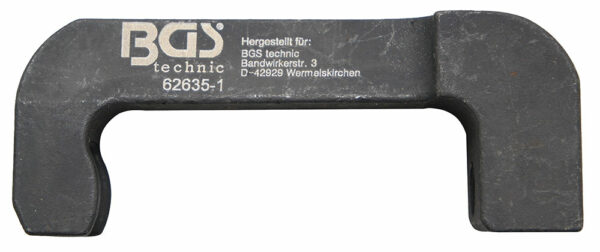 BGS
technic
62635-1
Hergestellt für:
BGS technic
Bandwirkerstr. 3
D-42929 Wermelskirchen